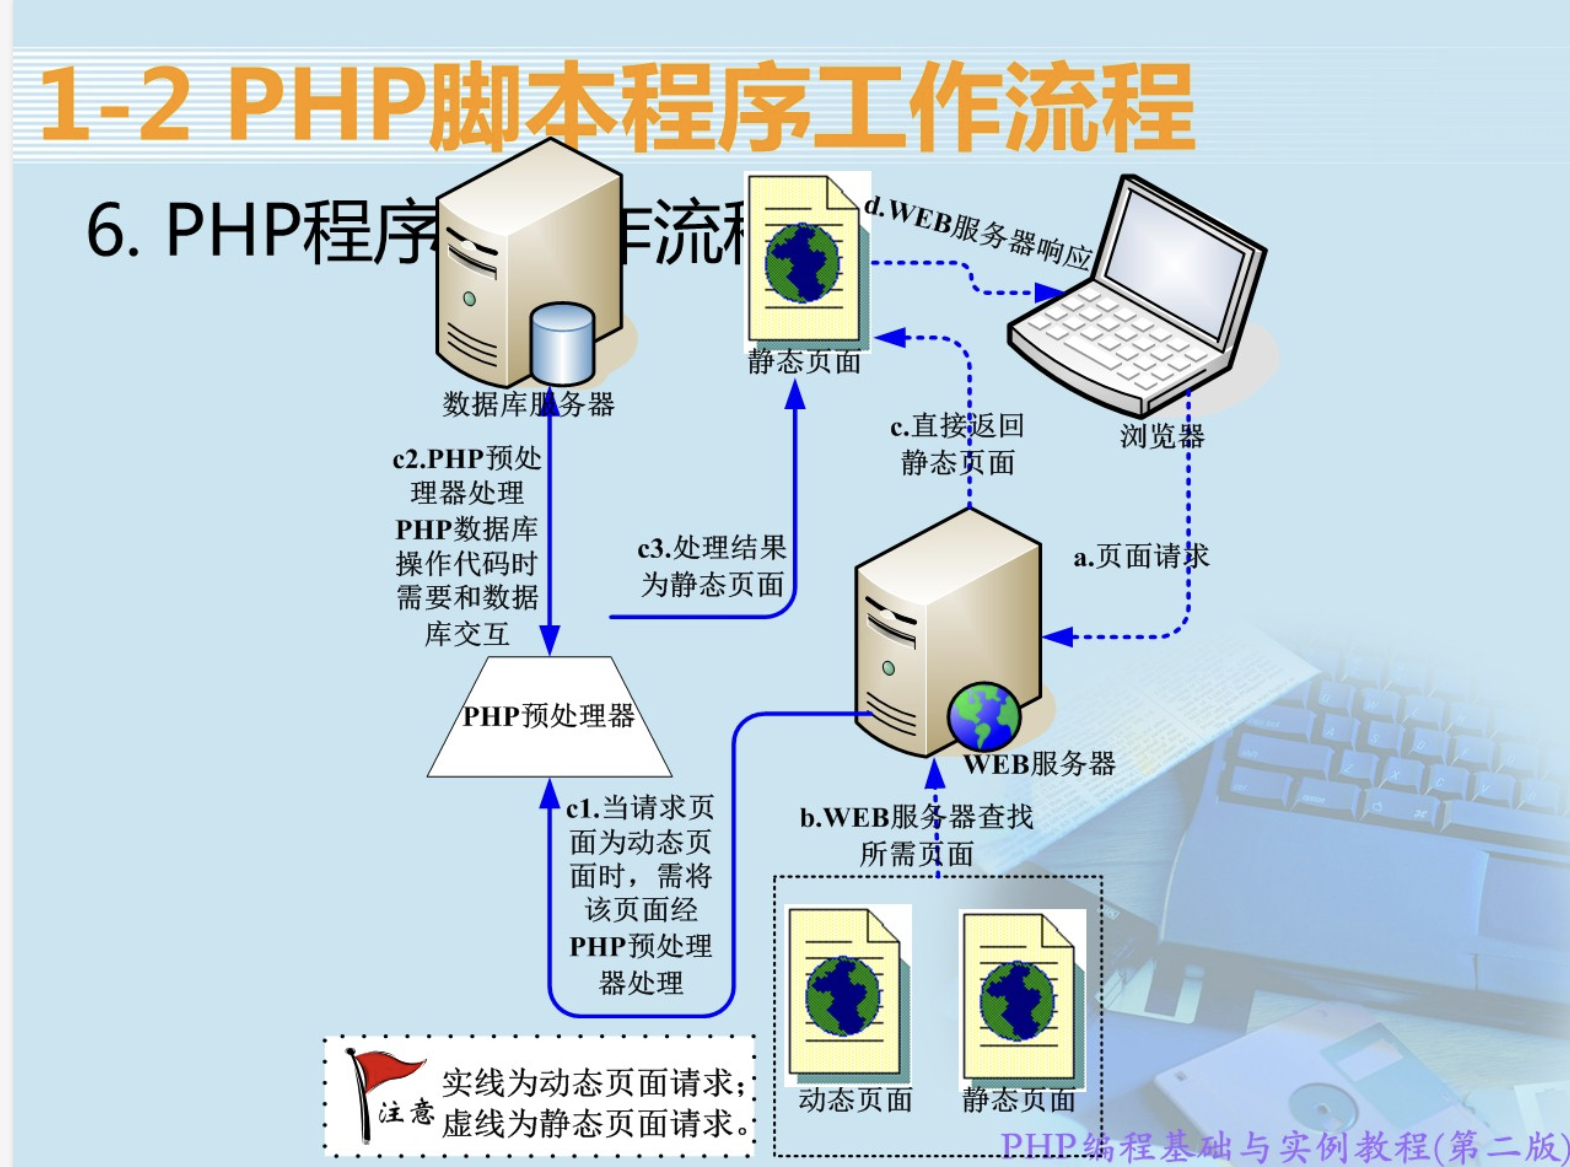 1-2 PHP脚本程序工作流程
6. PHP程序 作流程
d.WEB服务器响应
静态页面
数据库服务器
浏览器
c.直接返回
静态页面
c2.PHP预处
理器处理
PHP数据库
操作代码时
需要和数据
库交互
c3.处理结果
为静态页面
a.页面请求
PHP预处理器
WEB服务器
c1.当请求页
面为动态页
面时，需将
该页面经
PHP预处理
器处理
b.WEB服务器查找
所需页面
动态页面
静态页面
注意
实线为动态页面请求；
虚线为静态页面请求。
PHP编程基础与实例教程(第二版)